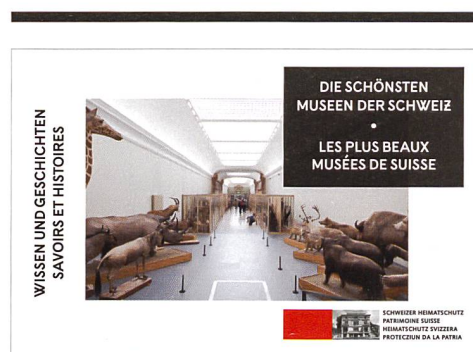 WISSEN UND GESCHICHTEN
SAVOIRS ET HISTOIRES
DIE SCHÖNSTEN
MUSEEN DER SCHWEIZ
•
LES PLUS BEAUX
MUSÉES DE SUISSE
SCHWEIZER HEIMATSCHUTZ
PATRIMOINE SUISSE
HEIMATSCHUTZ SVIZZERA
PROTECZIUN DA LA PATRIA